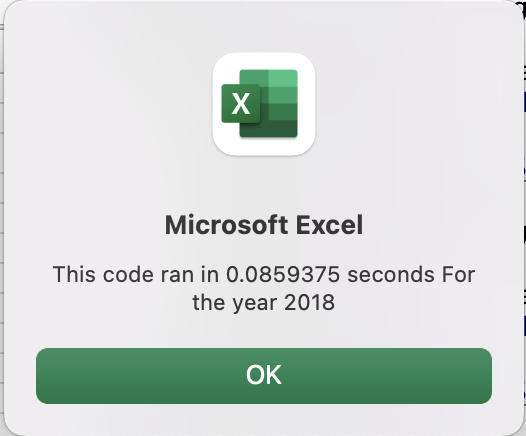 X
Microsoft Excel
This code ran in 0.0859375 seconds For
the year 2018
OK